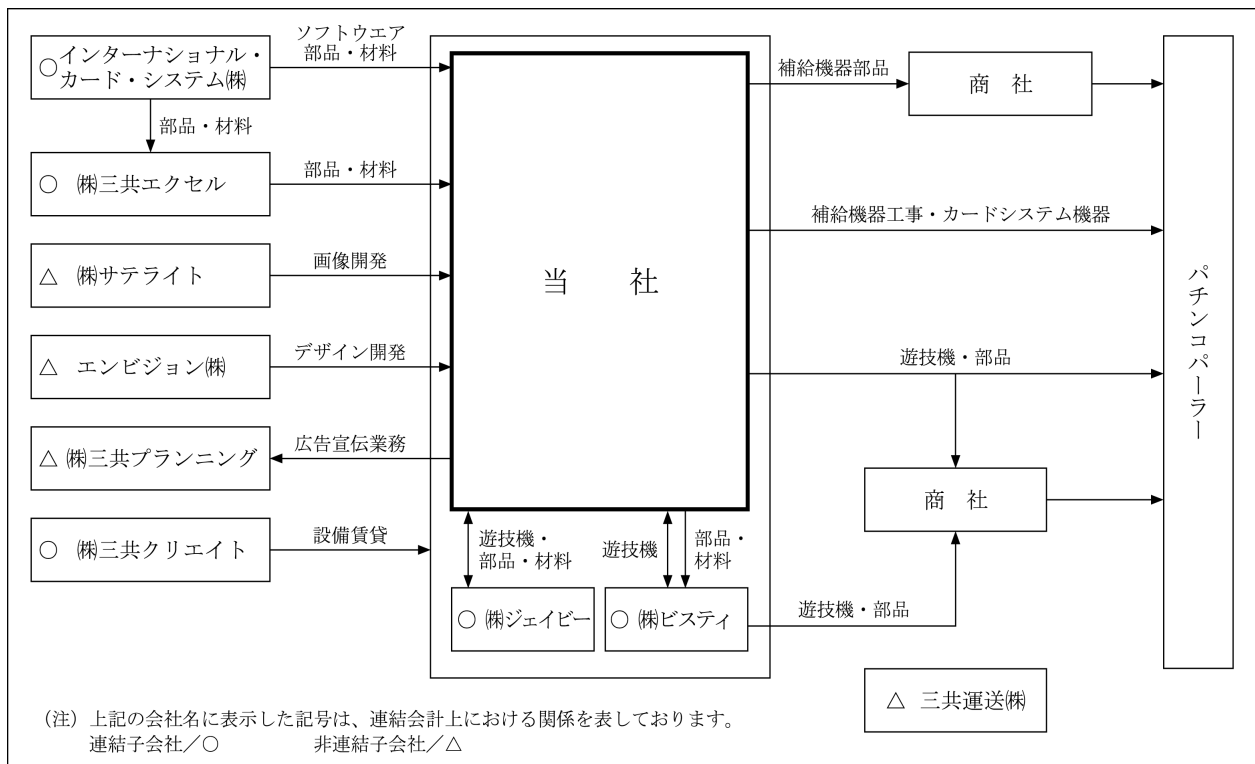 ソフトウエア
部品・材料
○インターナショナル・
カード・システム㈱
部品・材料
○ ㈱三共エクセル
部品・材料
△ ㈱サテライト
画像開発
△ エンビジョン㈱
デザイン開発
△ ㈱三共プランニング
広告宣伝業務
○ ㈱三共クリエイト
設備賃貸
当 社
遊技機・
部品・材料
遊技機
部品・
材料
○ ㈱ジェイビー
○ ㈱ビスティ
補給機器部品
商 社
補給機器工事・カードシステム機器
遊技機・部品
商 社
遊技機・部品
パチンコパーラー
△ 三共運送㈱
（注）上記の会社名に表示した記号は、連結会計上における関係を表しております。
連結子会社／○ 非連結子会社／△